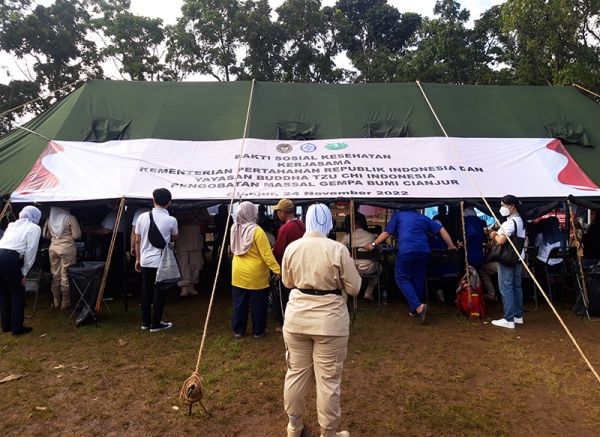 BAKTI SOSIAL KESEHATAN
KERJASAMA
KEMENTERIAN PERTAHANAN REPUBLIK INDONESIA DAN
YAYASAN BUDDHA TZU CHI INDONESIA
PENGOBATAN MASSAL GEMPA BUMI CIANJUR
Cianjur, 24 November 2022